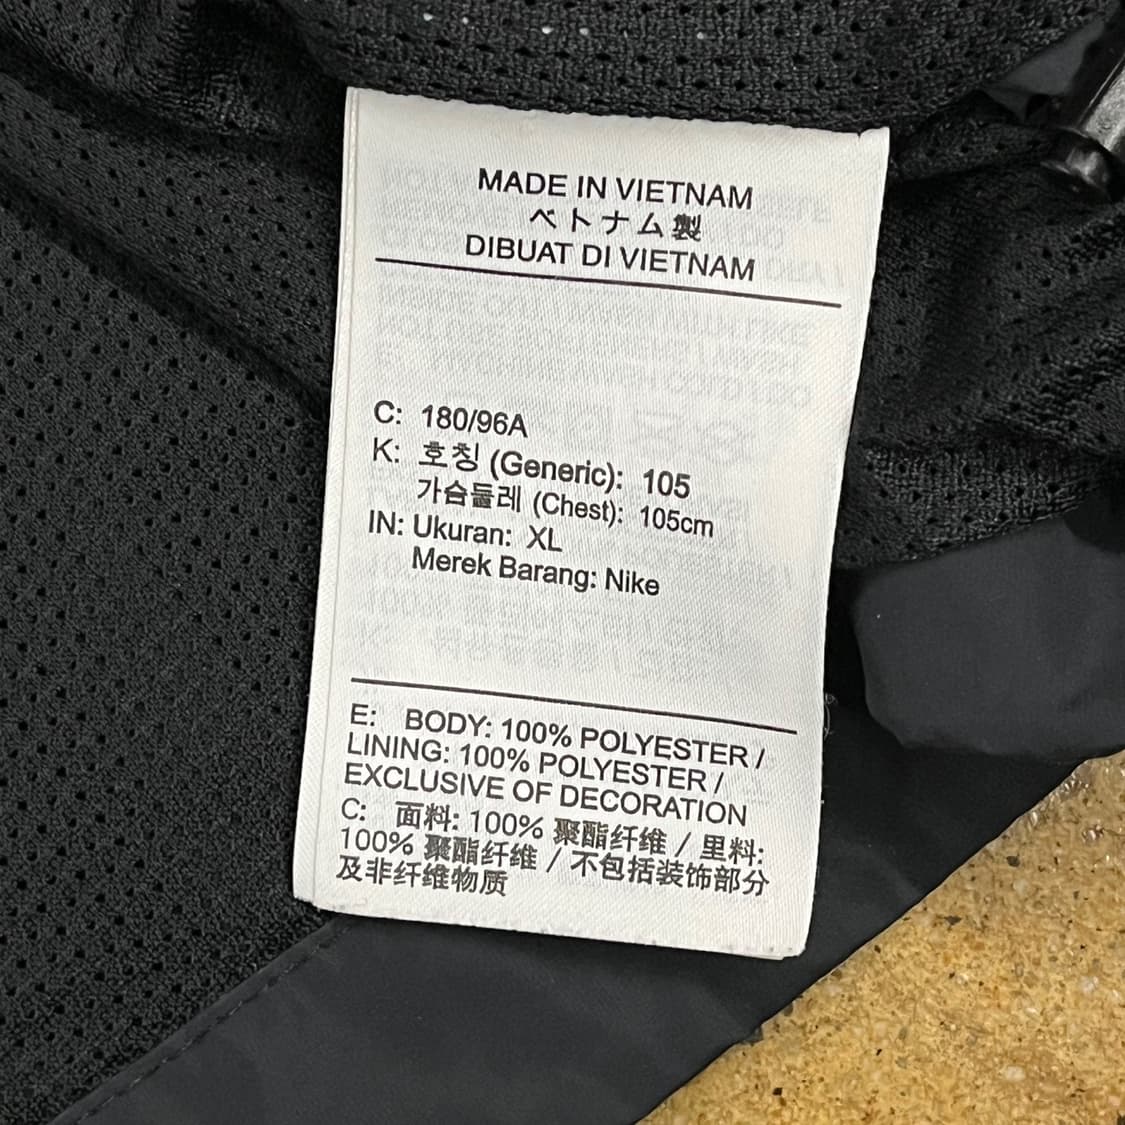 MADE IN VIETNAM
ベトナム製
DIBUAT DI VIETNAM
C: 180/96A
K: 호칭 (Generic): 105
가슴둘레 (Chest): 105cm
IN: Ukuran: XL
Merek Barang: Nike
E: BODY: 100% POLYESTER /
LINING: 100% POLYESTER /
EXCLUSIVE OF DECORATION
C: 面料: 100% 聚酯纤维 / 里料:
100% 聚酯纤维 / 不包括装饰部分
及非纤维物质